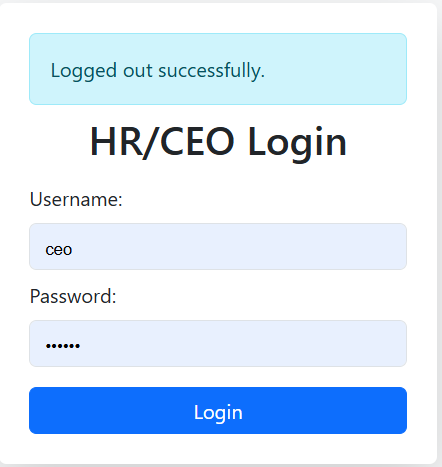 Logged out successfully.
HR/CEO Login
Username:
ceo
Password:
••••••
Login